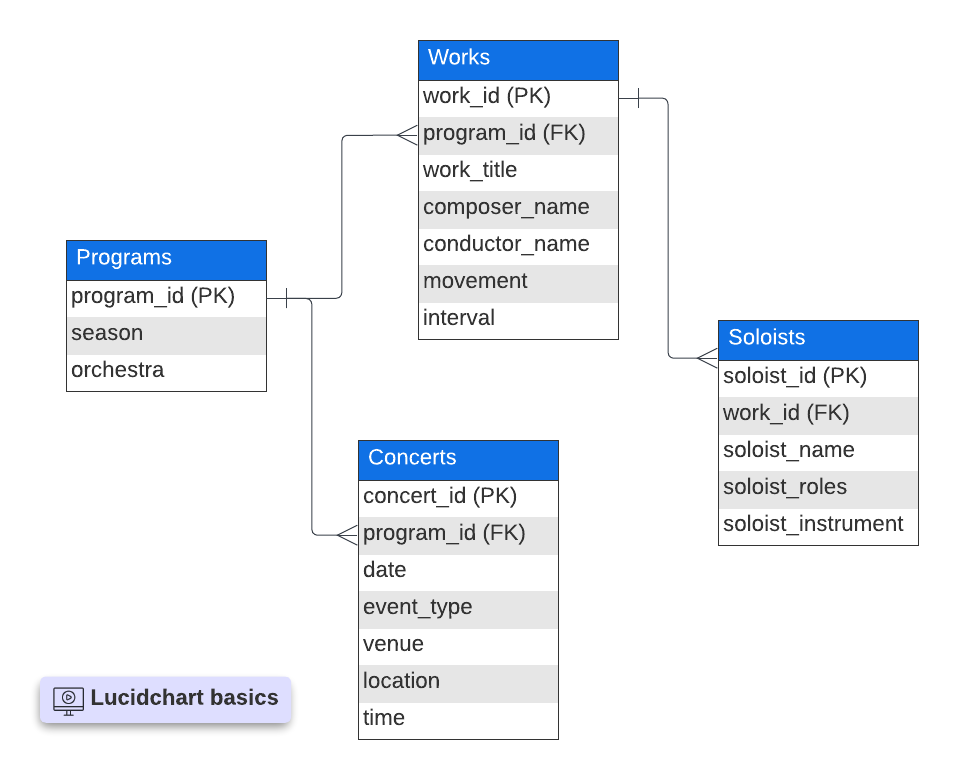 Works
work_id (PK)
program_id (FK)
work_title
composer_name
conductor_name
movement
interval
Programs
program_id (PK)
season
orchestra
Soloists
soloist_id (PK)
work_id (FK)
soloist_name
soloist_roles
soloist_instrument
Concerts
concert_id (PK)
program_id (FK)
date
event_type
venue
location
time
Lucidchart basics